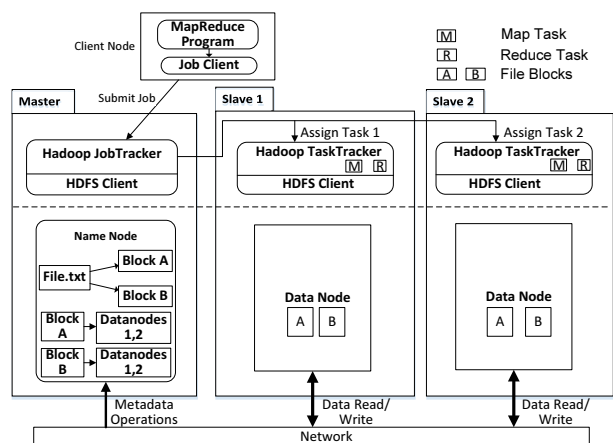 Client Node
MapReduce
Program
Job Client
M Map Task
R Reduce Task
A B File Blocks
Submit Job
Master
Slave 1
Slave 2
Assign Task 1
Assign Task 2
Hadoop JobTracker
HDFS Client
Hadoop TaskTracker
M R
HDFS Client
Hadoop TaskTracker
M R
HDFS Client
Name Node
File.txt
Block A
Block B
Block
A
Datanodes
1,2
Block
B
Datanodes
1,2
Data Node
A B
Data Node
A B
Metadata
Operations
Data Read/
Write
Data Read/
Write
Network